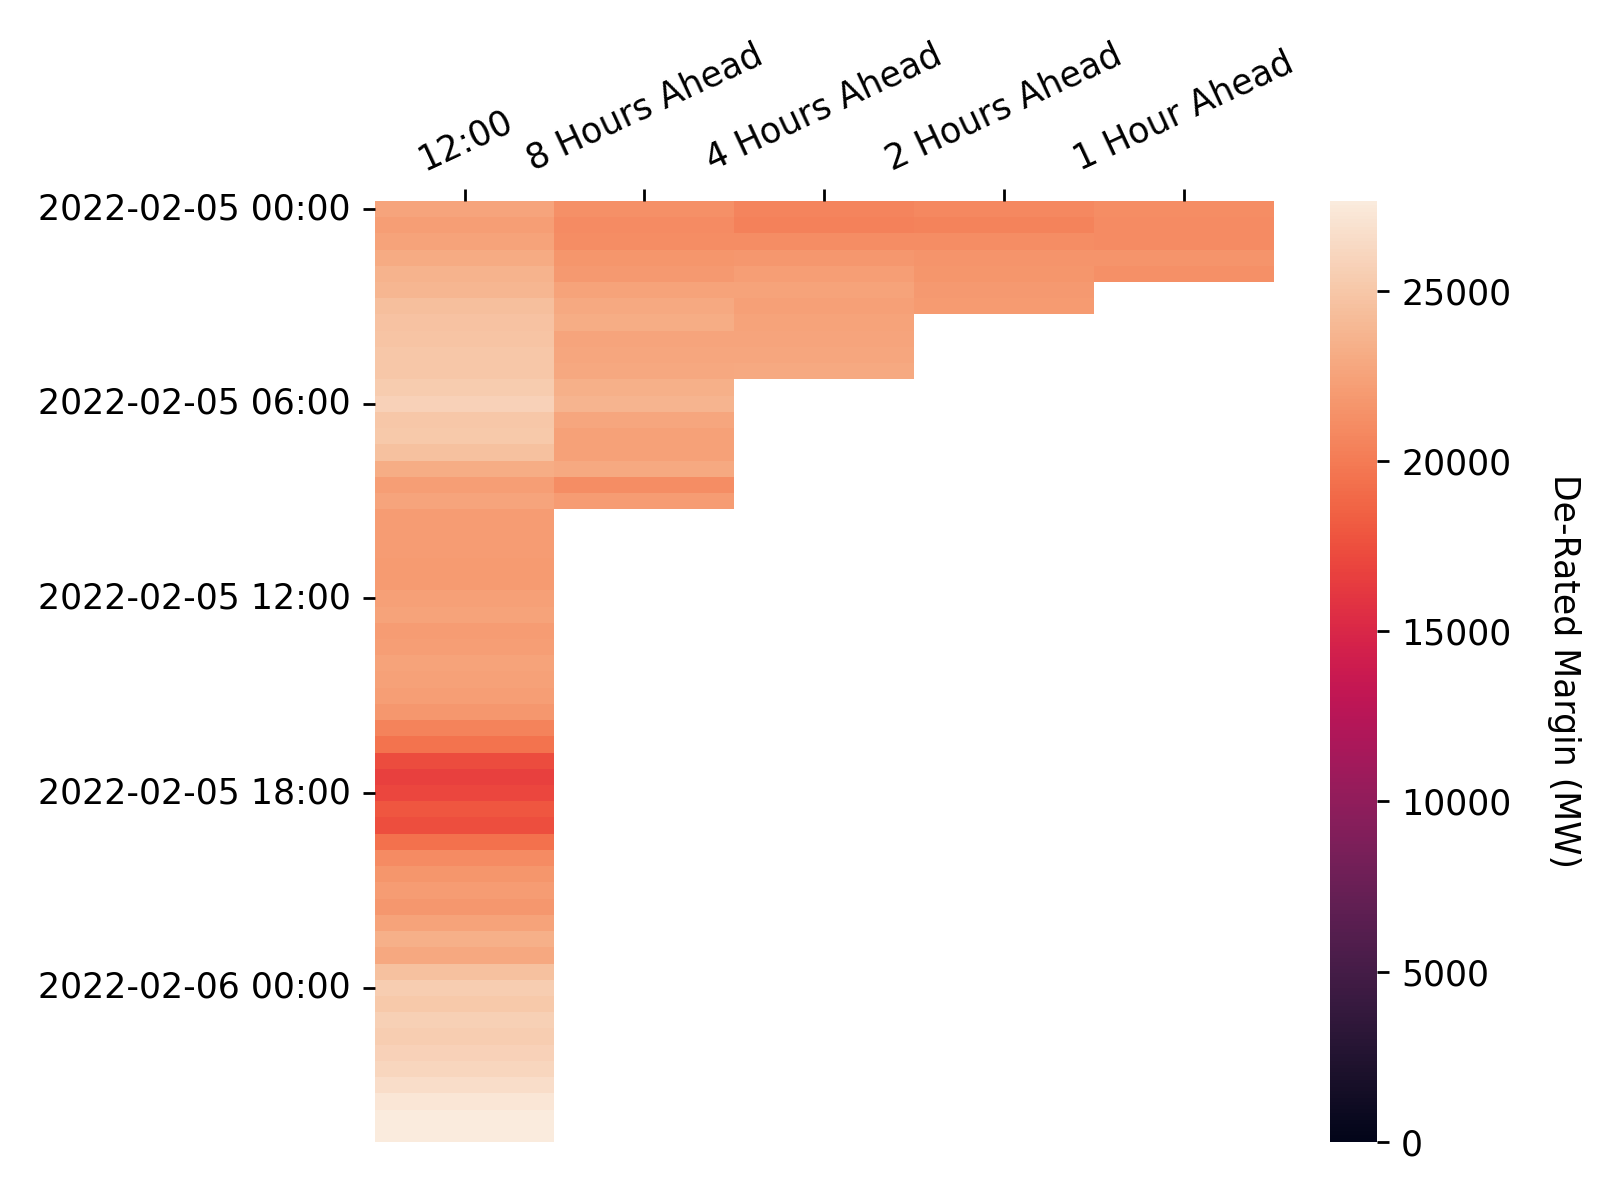 12:00
8 Hours Ahead
4 Hours Ahead
2 Hours Ahead
1 Hour Ahead
2022-02-05 00:00
2022-02-05 06:00
2022-02-05 12:00
2022-02-05 18:00
2022-02-06 00:00
25000
20000
15000
10000
5000
0
De-Rated Margin (MW)